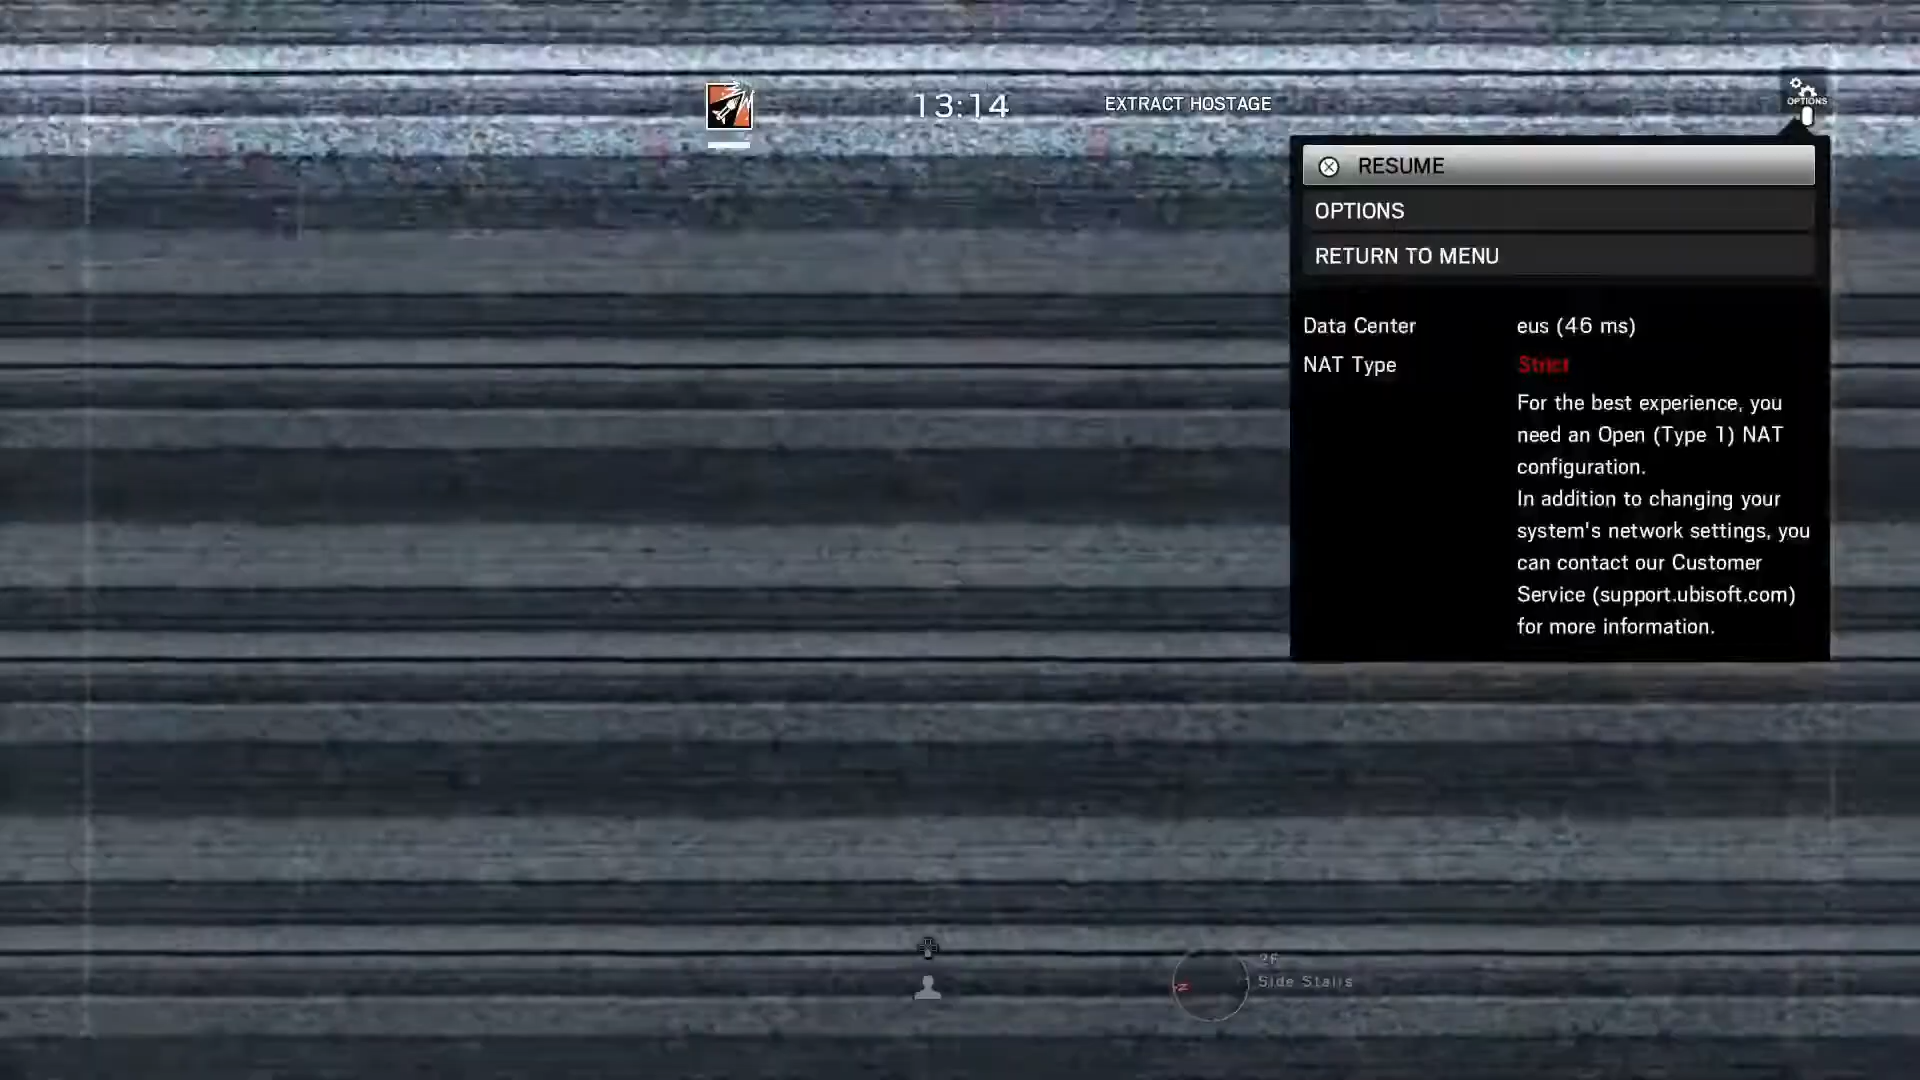 13:14
EXTRACT HOSTAGE
OPTIONS
RESUME
OPTIONS
RETURN TO MENU
Data Center eus (46 ms)
NAT Type Strict
For the best experience, you
need an Open (Type 1) NAT
configuration.
In addition to changing your
system's network settings, you
can contact our Customer
Service (support.ubisoft.com)
for more information.
N
2F
Side Stairs